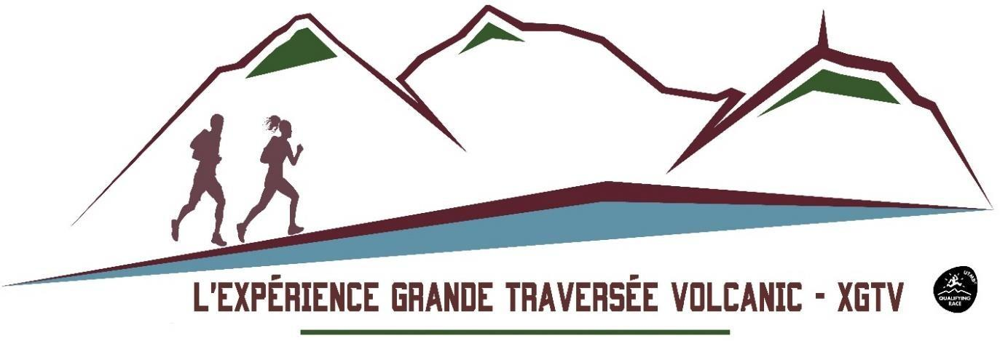 L'EXPÉRIENCE GRANDE TRAVERSÉE VOLCANIC - XGTV
UTMB®
QUALIFYING
RACE